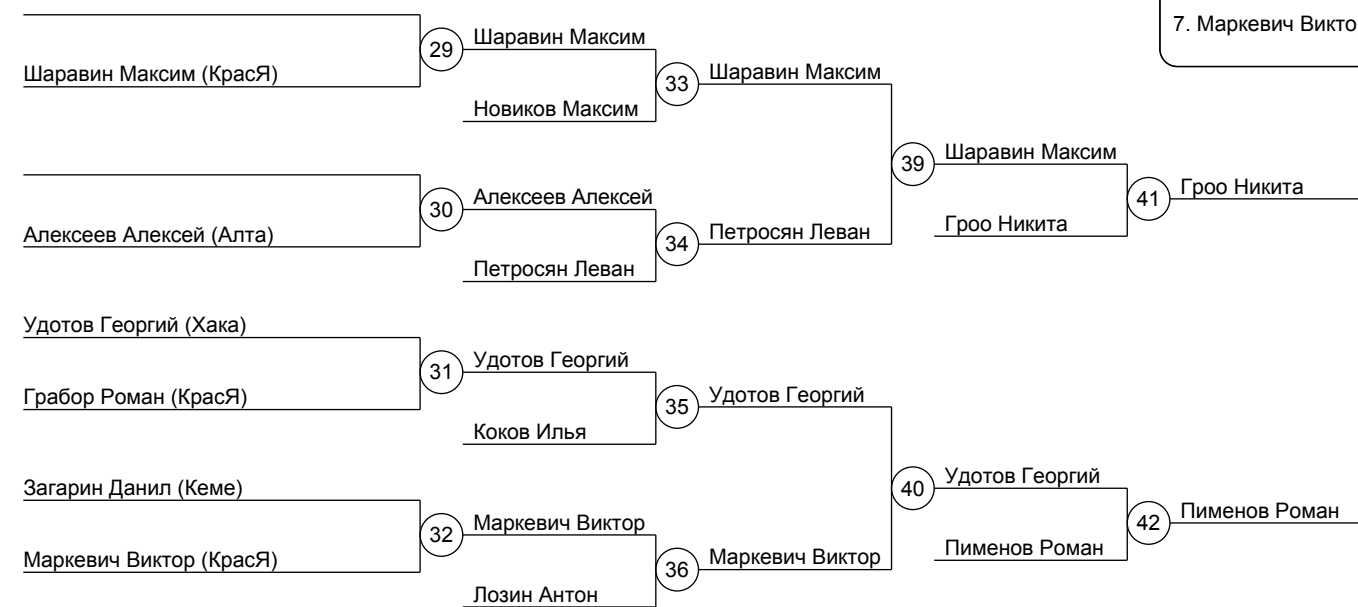 7. Маркевич Викто
29
Шаравин Максим
Шаравин Максим (КрасЯ)
33
Шаравин Максим
Новиков Максим
39
Шаравин Максим
30
Алексеев Алексей
41
Гроо Никита
Алексеев Алексей (Алта)
34
Петросян Леван
Гроо Никита
Петросян Леван
Удотов Георгий (Хака)
31
Удотов Георгий
Грабор Роман (КрасЯ)
35
Удотов Георгий
Коков Илья
40
Удотов Георгий
Загарин Данил (Кеме)
32
Маркевич Виктор
42
Пименов Роман
Маркевич Виктор (КрасЯ)
36
Маркевич Виктор
Пименов Роман
Лозин Антон